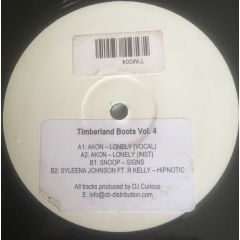 TIM004
Timberland Boots Vol. 4
A1: AKON – LONELY (VOCAL)
A2: AKON – LONELY (INST)
B1: SNOOP – SIGNS
B2: SYLEENA JOHNSON FT. R KELLY – HIPNOTIC
All tracks produced by DJ Curious
E: info@cb-distribution.com